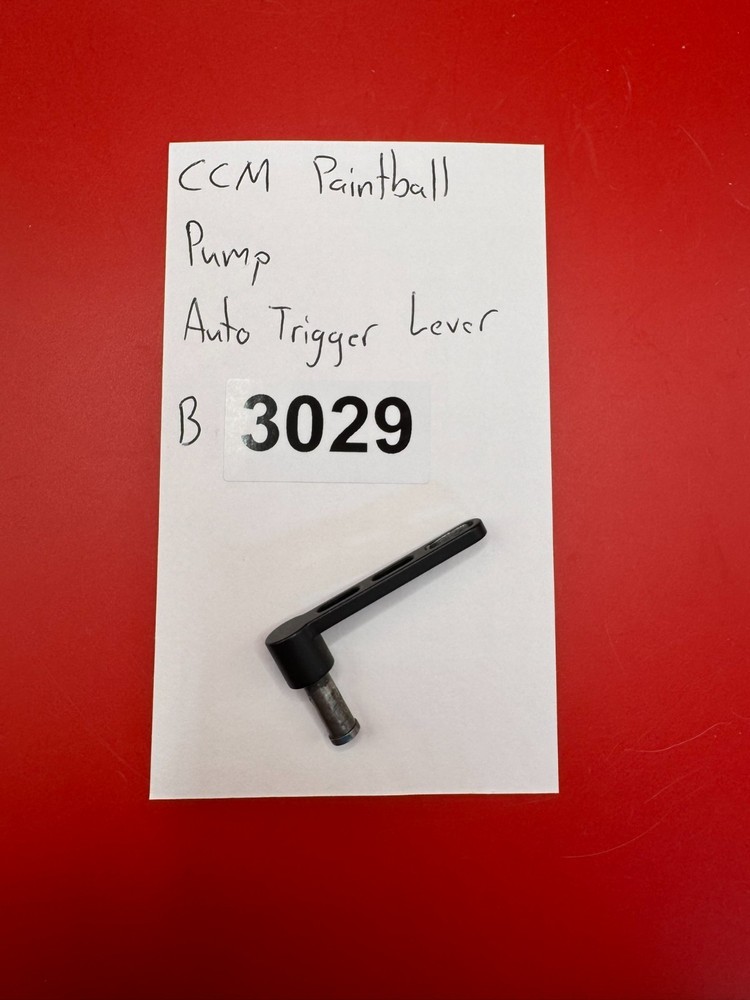 CCM Paintball
Pump
Auto Trigger Lever
B 3029